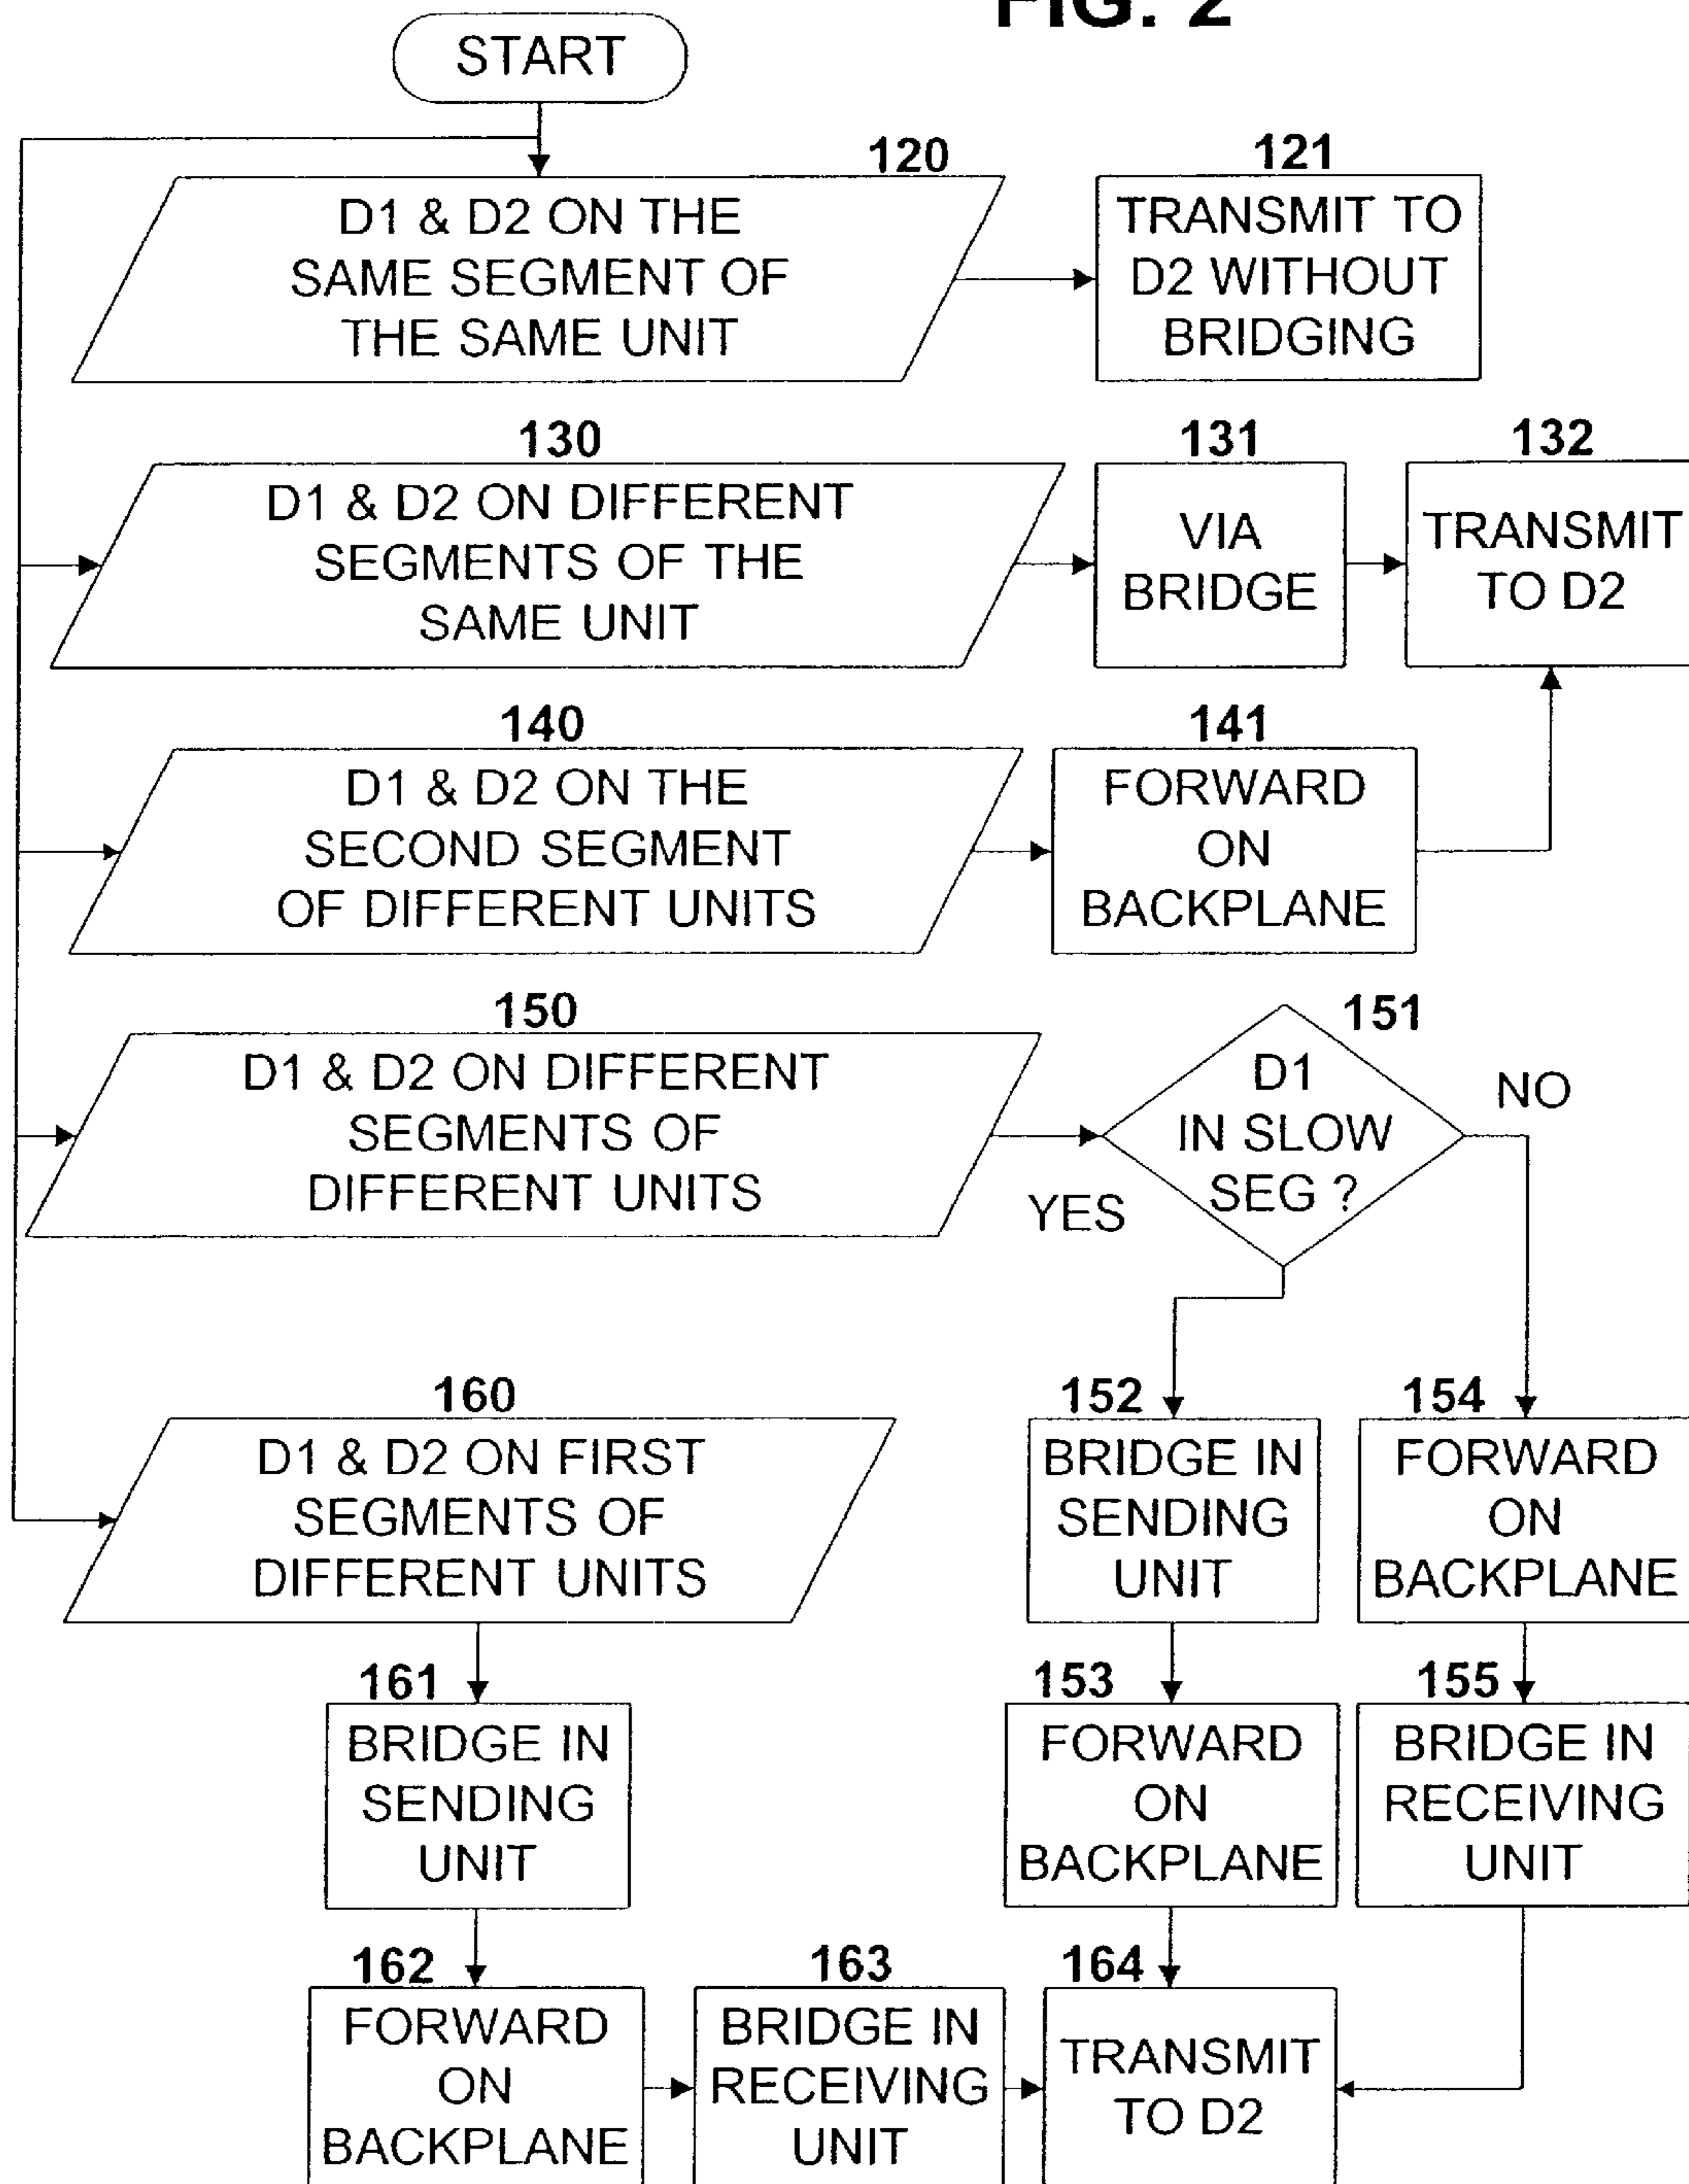 FIG. 2
START
120
D1 & D2 ON THE
SAME SEGMENT OF
THE SAME UNIT
121
TRANSMIT TO
D2 WITHOUT
BRIDGING
130
D1 & D2 ON DIFFERENT
SEGMENTS OF THE
SAME UNIT
131
VIA
BRIDGE
132
TRANSMIT
TO D2
140
D1 & D2 ON THE
SECOND SEGMENT
OF DIFFERENT UNITS
141
FORWARD
ON
BACKPLANE
150
D1 & D2 ON DIFFERENT
SEGMENTS OF
DIFFERENT UNITS
151
D1
IN SLOW
SEG ?
NO
YES
160
D1 & D2 ON FIRST
SEGMENTS OF
DIFFERENT UNITS
152
BRIDGE IN
SENDING
UNIT
154
FORWARD
ON
BACKPLANE
161
BRIDGE IN
SENDING
UNIT
153
FORWARD
ON
BACKPLANE
155
BRIDGE IN
RECEIVING
UNIT
162
FORWARD
ON
BACKPLANE
163
BRIDGE IN
RECEIVING
UNIT
164
TRANSMIT
TO D2